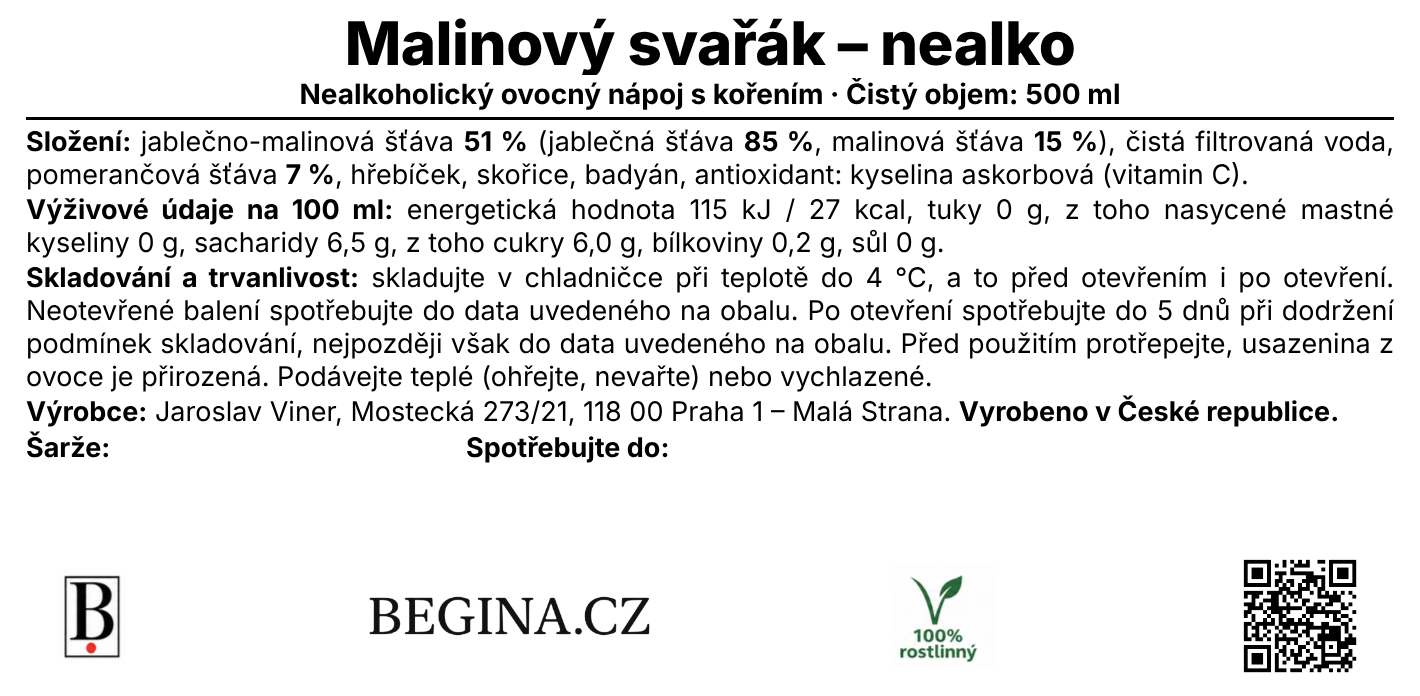 Malinový svařák – nealko
Nealkoholický ovocný nápoj s kořením · Čistý objem: 500 ml
Složení: jablečno-malinová šťáva 51 % (jablečná šťáva 85 %, malinová šťáva 15 %), čistá filtrovaná voda,
pomerančová šťáva 7 %, hřebíček, skořice, badyán, antioxidant: kyselina askorbová (vitamin C).
Výživové údaje na 100 ml: energetická hodnota 115 kJ / 27 kcal, tuky 0 g, z toho nasycené mastné
kyseliny 0 g, sacharidy 6,5 g, z toho cukry 6,0 g, bílkoviny 0,2 g, sůl 0 g.
Skladování a trvanlivost: skladujte v chladničce při teplotě do 4 °C, a to před otevřením i po otevření.
Neotevřené balení spotřebujte do data uvedeného na obalu. Po otevření spotřebujte do 5 dnů při dodržení
podmínek skladování, nejpozději však do data uvedeného na obalu. Před použitím protřepejte, usazenina z
ovoce je přirozená. Podávejte teplé (ohřejte, nevařte) nebo vychlazené.
Výrobce: Jaroslav Viner, Mostecká 273/21, 118 00 Praha 1 – Malá Strana. Vyrobeno v České republice.
Šarže: Spotřebujte do:
B
BEGINA.CZ
100%
rostlinný